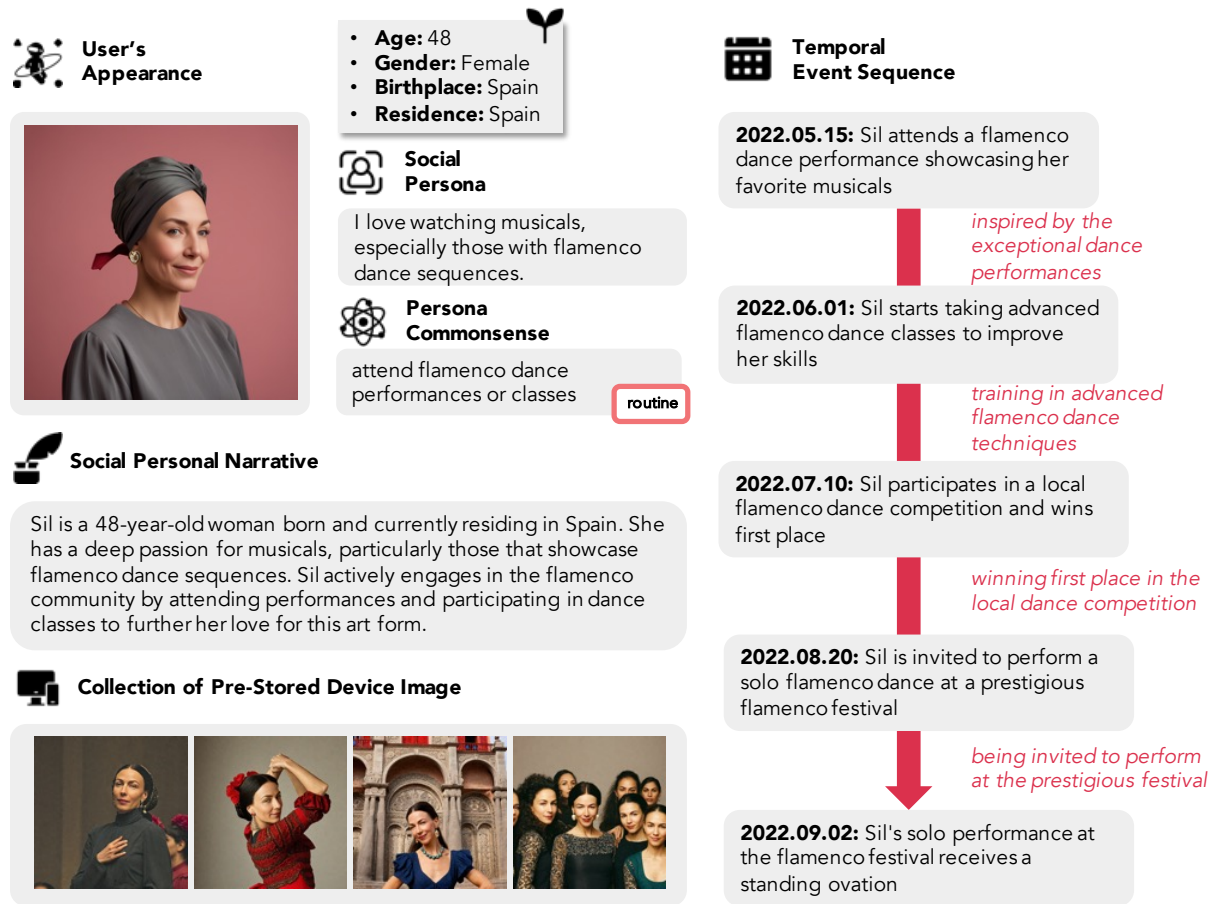 User's
Appearance
• Age: 48
• Gender: Female
• Birthplace: Spain
• Residence: Spain
Social
Persona
I love watching musicals,
especially those with flamenco
dance sequences.
Persona
Commonsense
attend flamenco dance
performances or classes
routine
Social Personal Narrative
Sil is a 48-year-old woman born and currently residing in Spain. She
has a deep passion for musicals, particularly those that showcase
flamenco dance sequences. Sil actively engages in the flamenco
community by attending performances and participating in dance
classes to further her love for this art form.
Collection of Pre-Stored Device Image
Temporal
Event Sequence
2022.05.15: Sil attends a flamenco
dance performance showcasing her
favorite musicals
inspired by the
exceptional dance
performances
2022.06.01: Sil starts taking advanced
flamenco dance classes to improve
her skills
training in advanced
flamenco dance
techniques
2022.07.10: Sil participates in a local
flamenco dance competition and wins
first place
winning first place in the
local dance competition
2022.08.20: Sil is invited to perform a
solo flamenco dance at a prestigious
flamenco festival
being invited to perform
at the prestigious festival
2022.09.02: Sil's solo performance at
the flamenco festival receives a
standing ovation